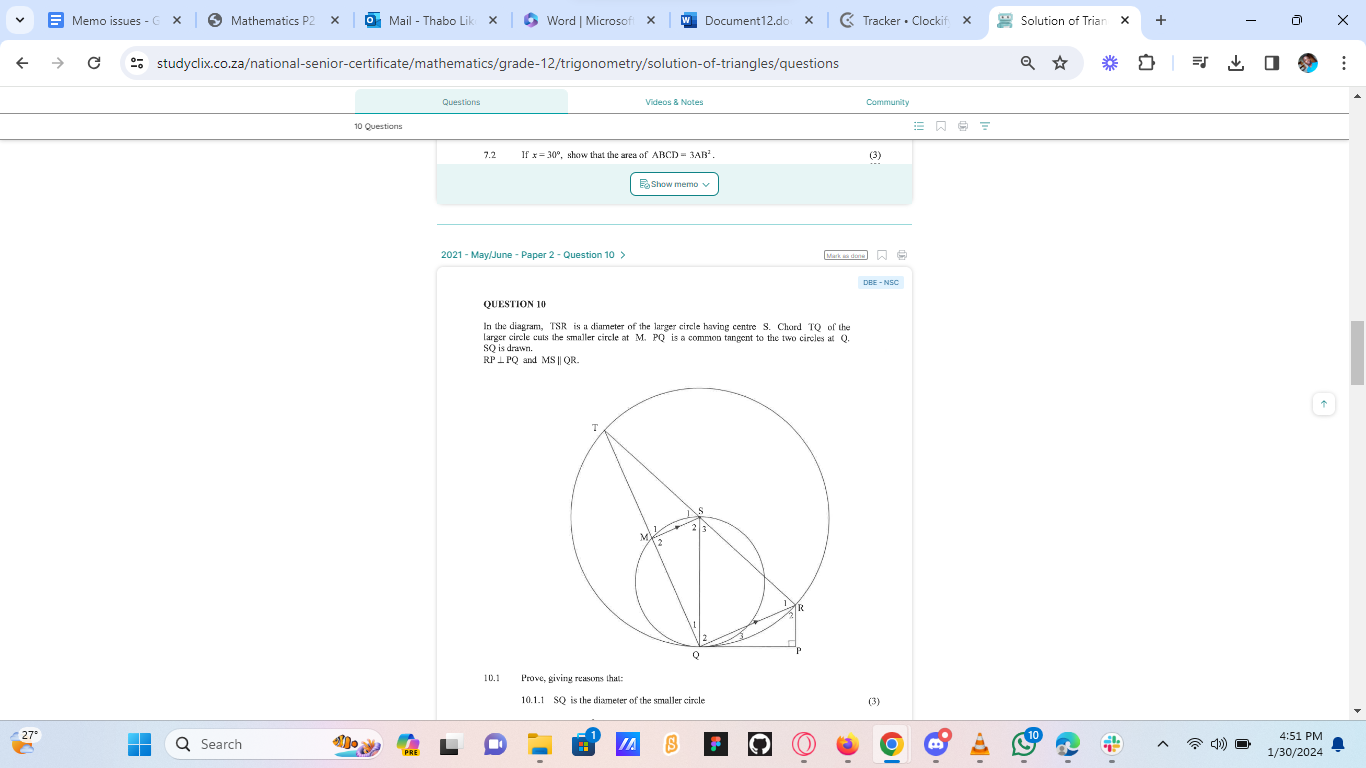 Memo issues - G
Mathematics P2
Mail - Thabo Lik
Word | Microsof
Document 2.do
Tracker • Clockif
Solution of Trian
studyclix.co.za/national-senior-certificate/mathematics/grade-12/trigonometry/solution-of-triangles/questions
Questions
Videos & Notes
Community
10 Questions
7.2 If x = 30°, show that the area of ABCD = 3AB². (3)
Show memo
2021 - May/June - Paper 2 - Question 10
Mark as done
DBE - NSC
QUESTION 10
In the diagram, TSR is a diameter of the larger circle having centre S. Chord TQ of the
larger circle cuts the smaller circle at M. PQ is a common tangent to the two circles at Q.
SQ is drawn.
RP ⊥ PQ and MS || QR.
T
1 S
2 3
M 1
2
1 R
2
1
2
3
Q
P
10.1 Prove, giving reasons that:
10.1.1 SQ is the diameter of the smaller circle (3)
27°
Search
PRE
1
10
4:51 PM
1/30/2024